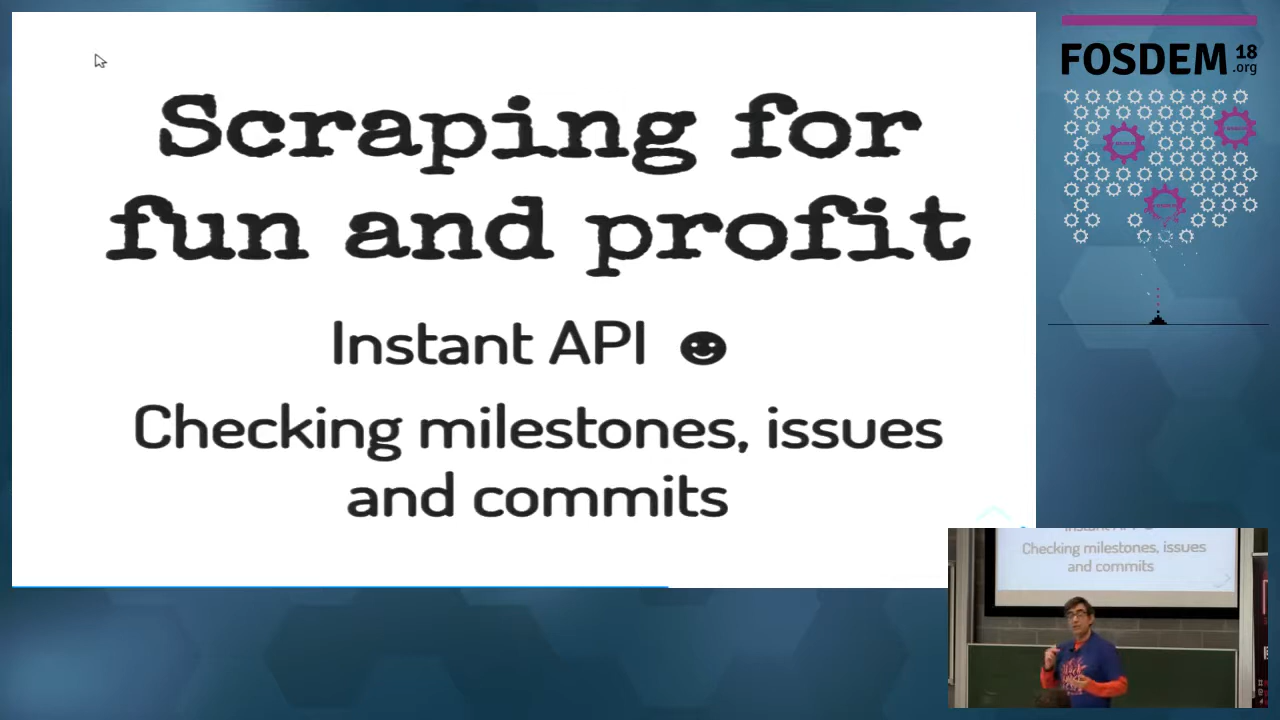 Scraping for
fun and profit
Instant API ☻
Checking milestones, issues
and commits
FOSDEM 18
.org
Checking milestones, issues
and commits